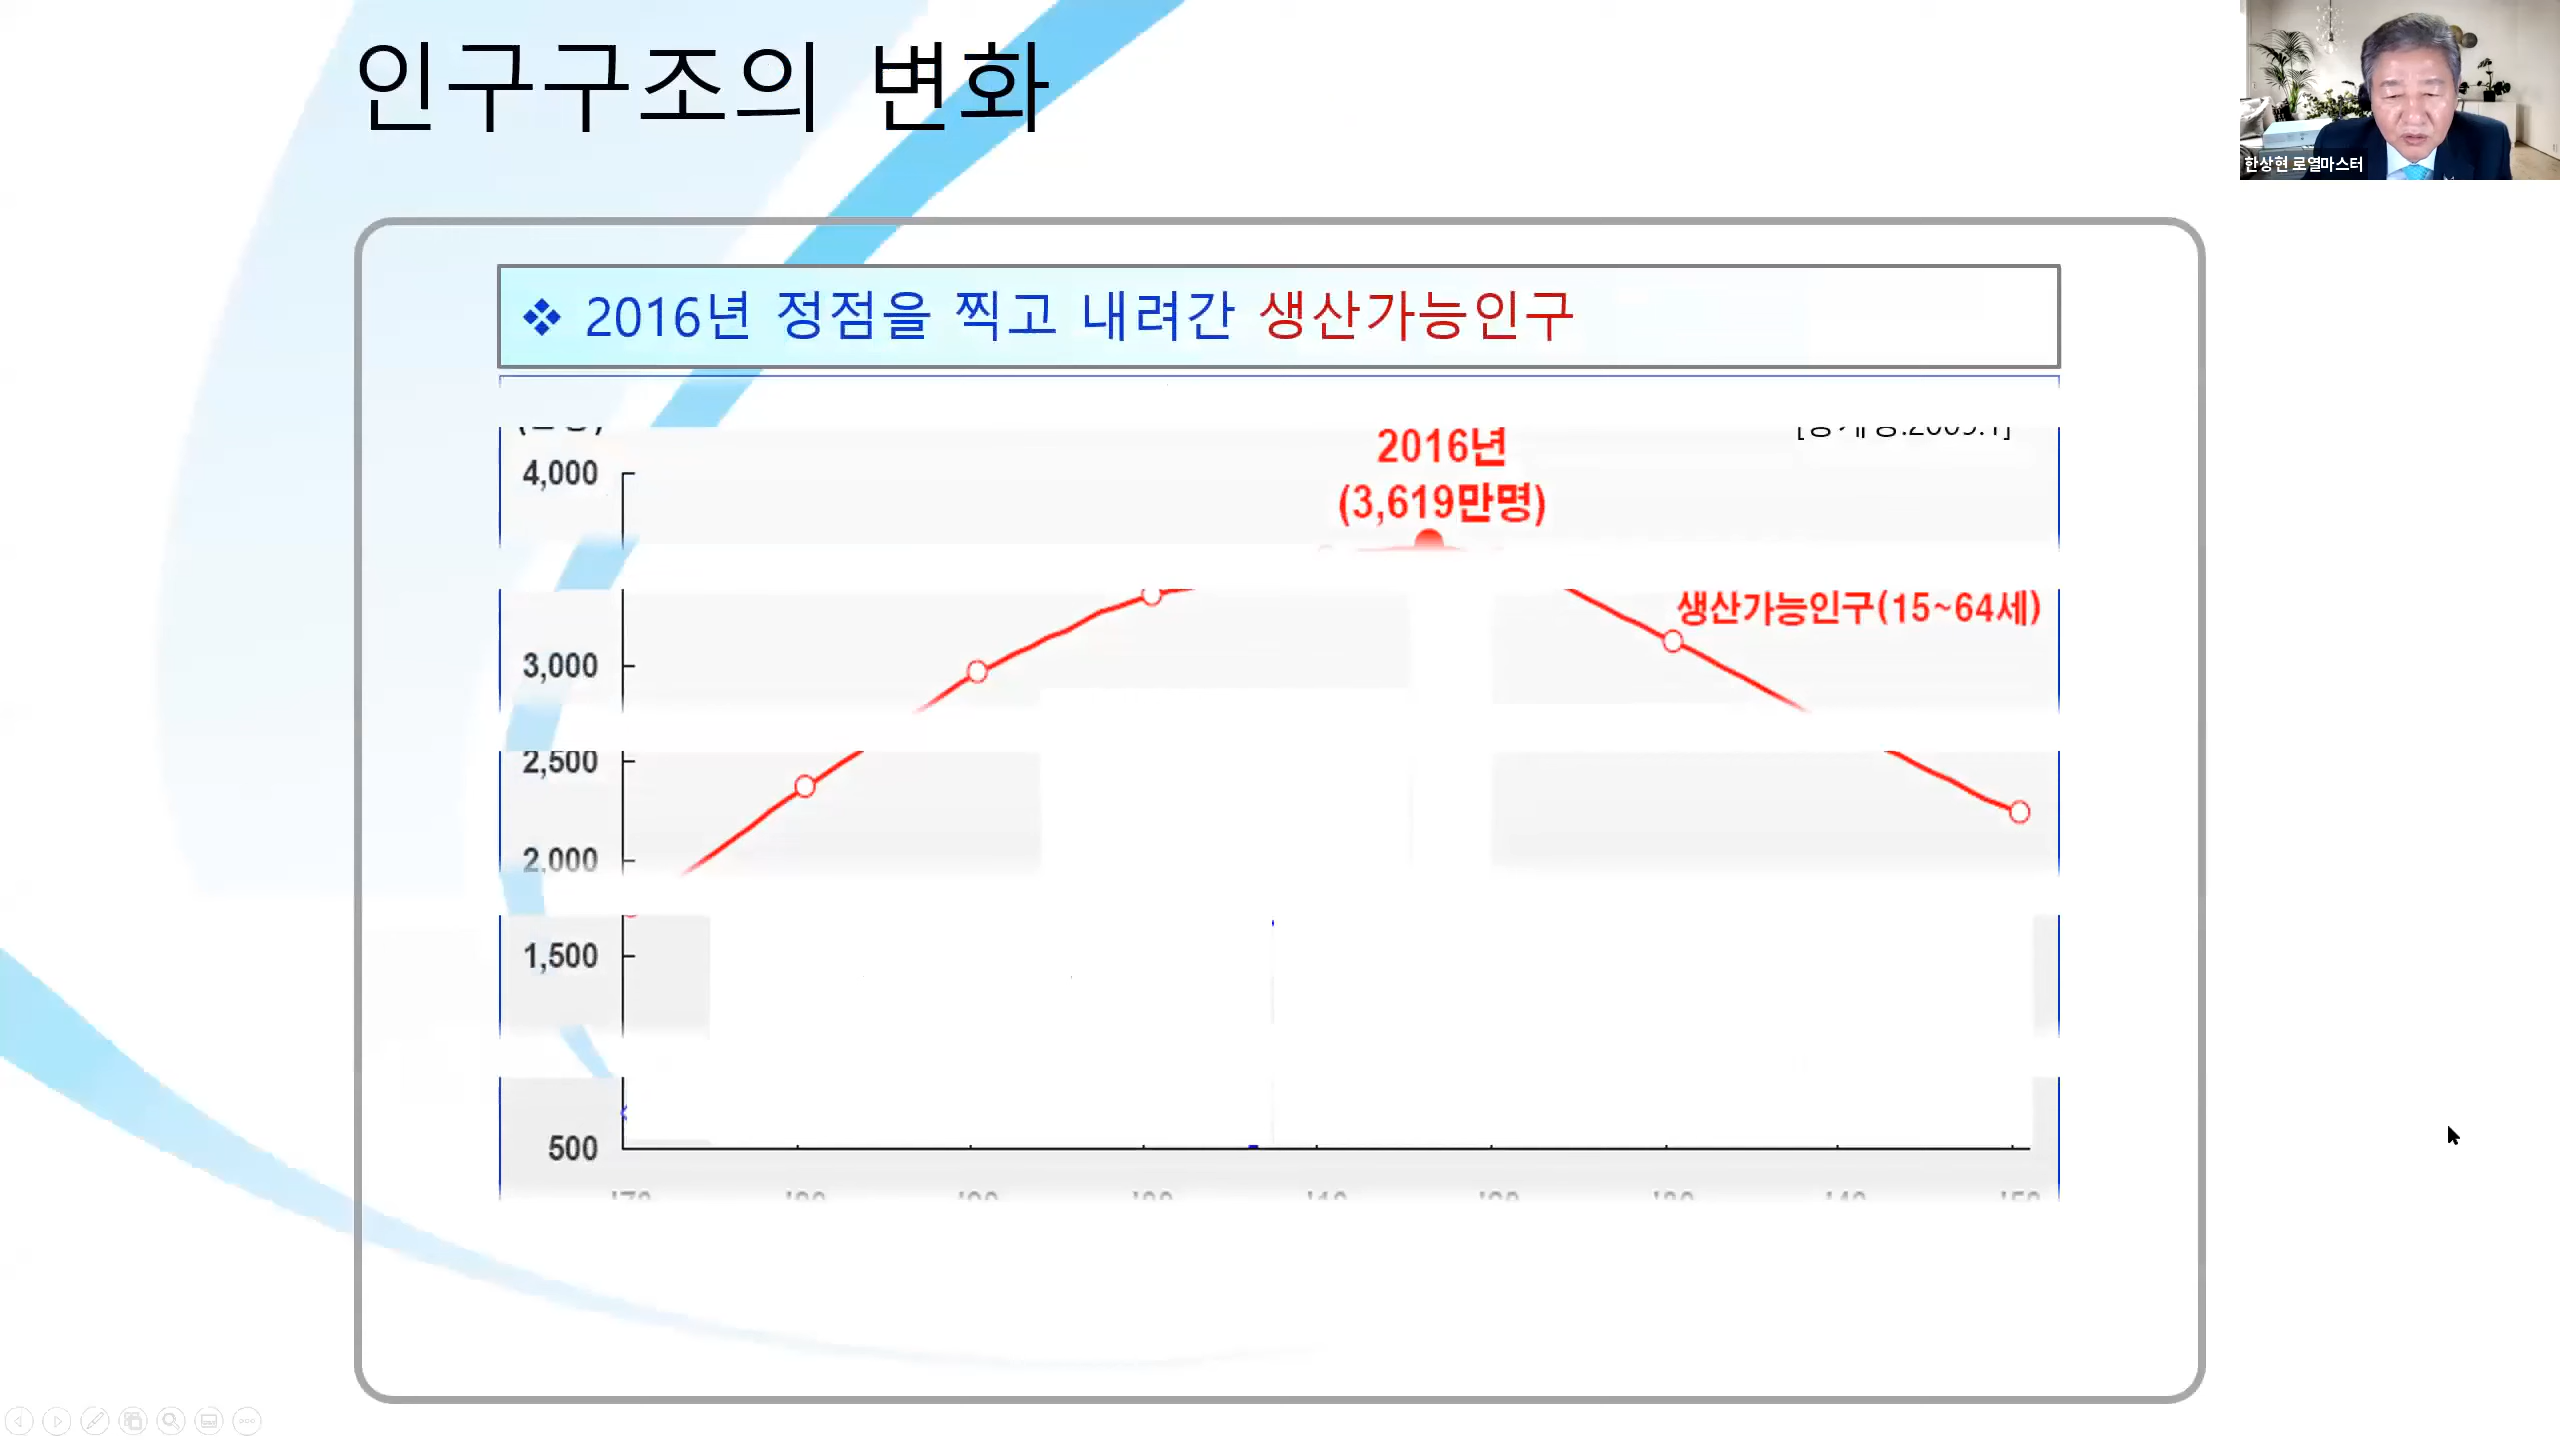 인구구조의 변화
한상현 로열마스터
❖ 2016년 정점을 찍고 내려간 생산가능인구
2016년
(3,619만명)
4,000
생산가능인구(15~64세)
3,000
2,500
2,000
1,500
500